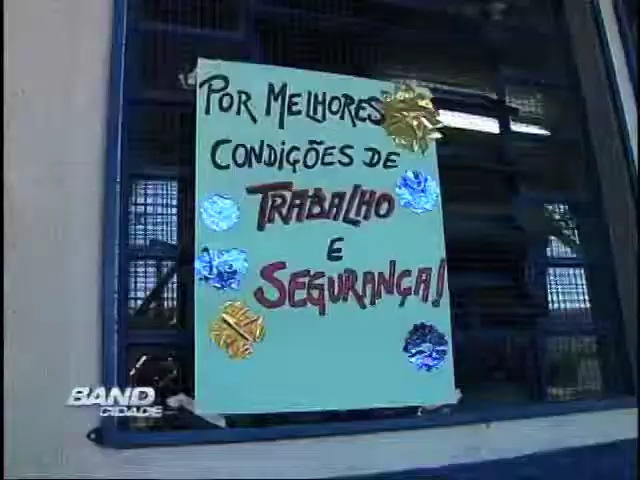 POR MELHORES
CONDIÇÕES DE
TRABALHO
E
SEGURANÇA!
BAND
CIDADE